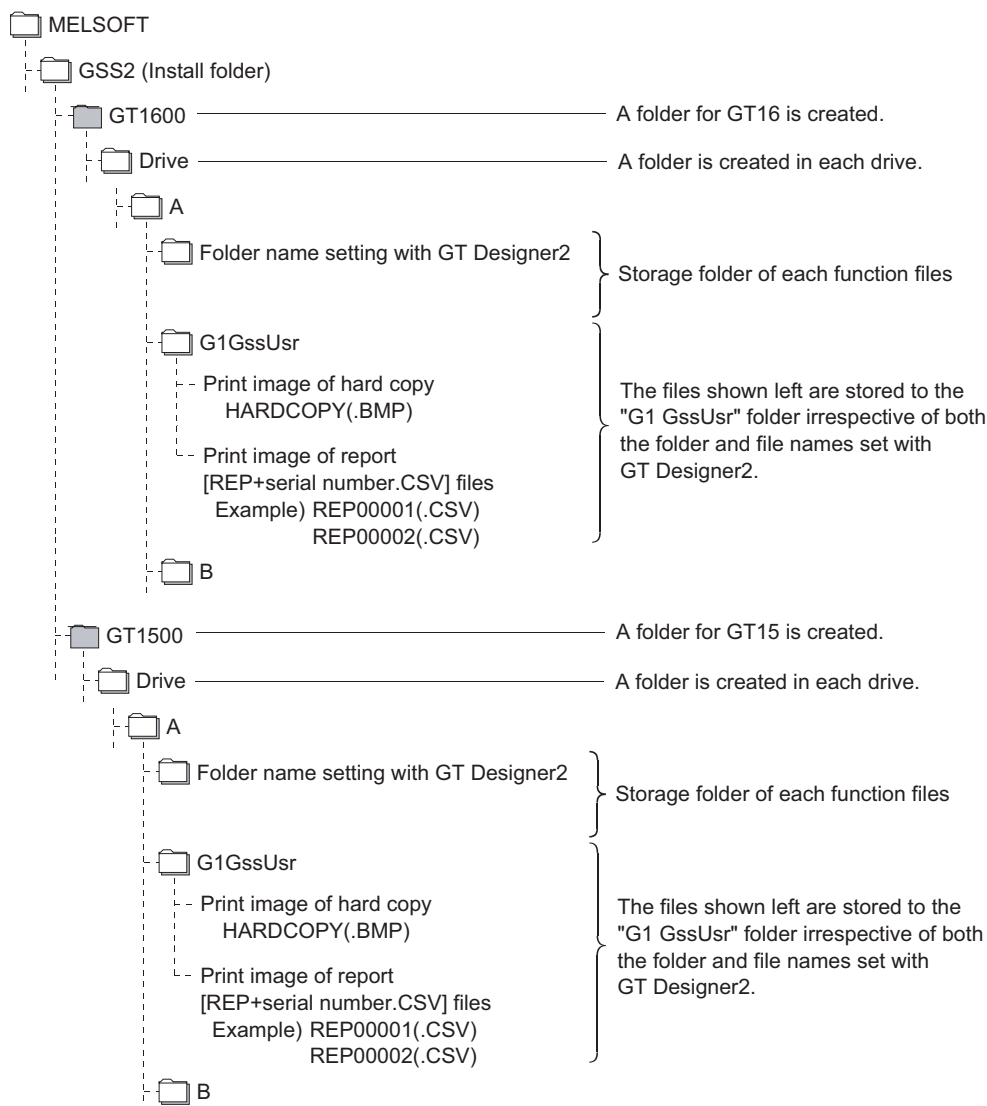 MELSOFT
GSS2 (Install folder)
GT1600
A folder for GT16 is created.
Drive
A folder is created in each drive.
A
Folder name setting with GT Designer2
Storage folder of each function files
G1GssUsr
Print image of hard copy
HARDCOPY(.BMP)
Print image of report
[REP+serial number.CSV] files
Example) REP00001(.CSV)
REP00002(.CSV)
The files shown left are stored to the
"G1 GssUsr" folder irrespective of both
the folder and file names set with
GT Designer2.
B
GT1500
A folder for GT15 is created.
Drive
A folder is created in each drive.
A
Folder name setting with GT Designer2
Storage folder of each function files
G1GssUsr
Print image of hard copy
HARDCOPY(.BMP)
Print image of report
[REP+serial number.CSV] files
Example) REP00001(.CSV)
REP00002(.CSV)
The files shown left are stored to the
"G1 GssUsr" folder irrespective of both
the folder and file names set with
GT Designer2.
B